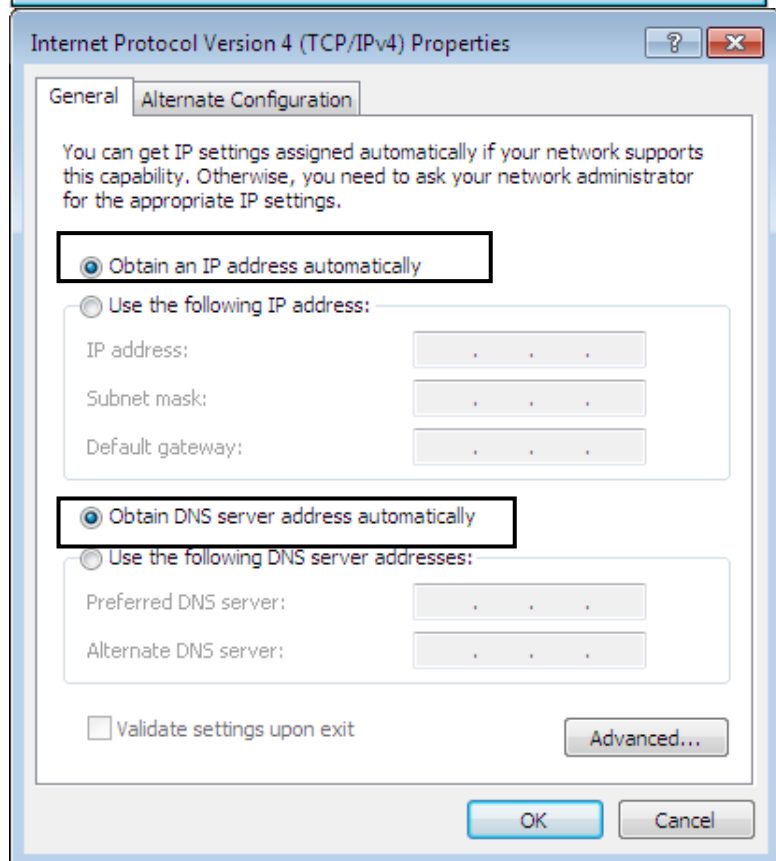 Internet Protocol Version 4 (TCP/IPv4) Properties
?
General
Alternate Configuration
You can get IP settings assigned automatically if your network supports
this capability. Otherwise, you need to ask your network administrator
for the appropriate IP settings.
Obtain an IP address automatically
Use the following IP address:
IP address:
. . .
Subnet mask:
. . .
Default gateway:
. . .
Obtain DNS server address automatically
Use the following DNS server addresses:
Preferred DNS server:
. . .
Alternate DNS server:
. . .
Validate settings upon exit
Advanced...
OK
Cancel